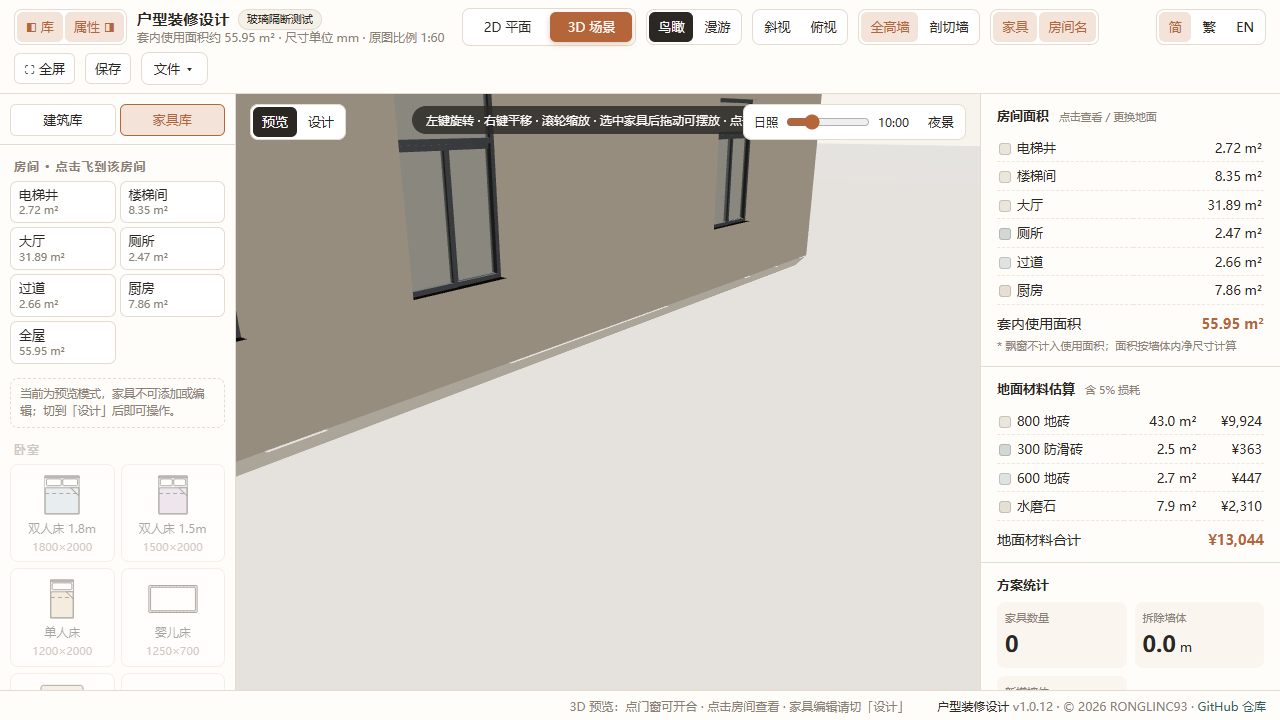 库
属性
户型装修设计
玻璃隔断测试
套内使用面积约 55.95 m² · 尺寸单位 mm · 原图比例 1:60
2D 平面
3D 场景
鸟瞰
漫游
斜视
俯视
全高墙
剖切墙
家具
房间名
简
繁
EN
全屏
保存
文件
建筑库
家具库
房间 · 点击飞到该房间
电梯井
2.72 m²
楼梯间
8.35 m²
大厅
31.89 m²
厕所
2.47 m²
过道
2.66 m²
厨房
7.86 m²
全屋
55.95 m²
当前为预览模式，家具不可添加或编
辑；切到「设计」后即可操作。
卧室
双人床 1.8m
1800×2000
双人床 1.5m
1500×2000
单人床
1200×2000
婴儿床
1250×700
预览
设计
左键旋转 · 右键平移 · 滚轮缩放 · 选中家具后拖动可摆放 · 点
日照
10:00
夜景
房间面积 点击查看 / 更换地面
电梯井 2.72 m²
楼梯间 8.35 m²
大厅 31.89 m²
厕所 2.47 m²
过道 2.66 m²
厨房 7.86 m²
套内使用面积 55.95 m²
* 飘窗不计入使用面积；面积按墙体内净尺寸计算
地面材料估算 含 5% 损耗
800 地砖 43.0 m² ¥9,924
300 防滑砖 2.5 m² ¥363
600 地砖 2.7 m² ¥447
水磨石 7.9 m² ¥2,310
地面材料合计 ¥13,044
方案统计
家具数量
0
拆除墙体
0.0 m
3D 预览：点门窗可开合 · 点击房间查看 · 家具编辑请切「设计」
户型装修设计 v1.0.12 · © 2026 RONGLINC93 · GitHub 仓库